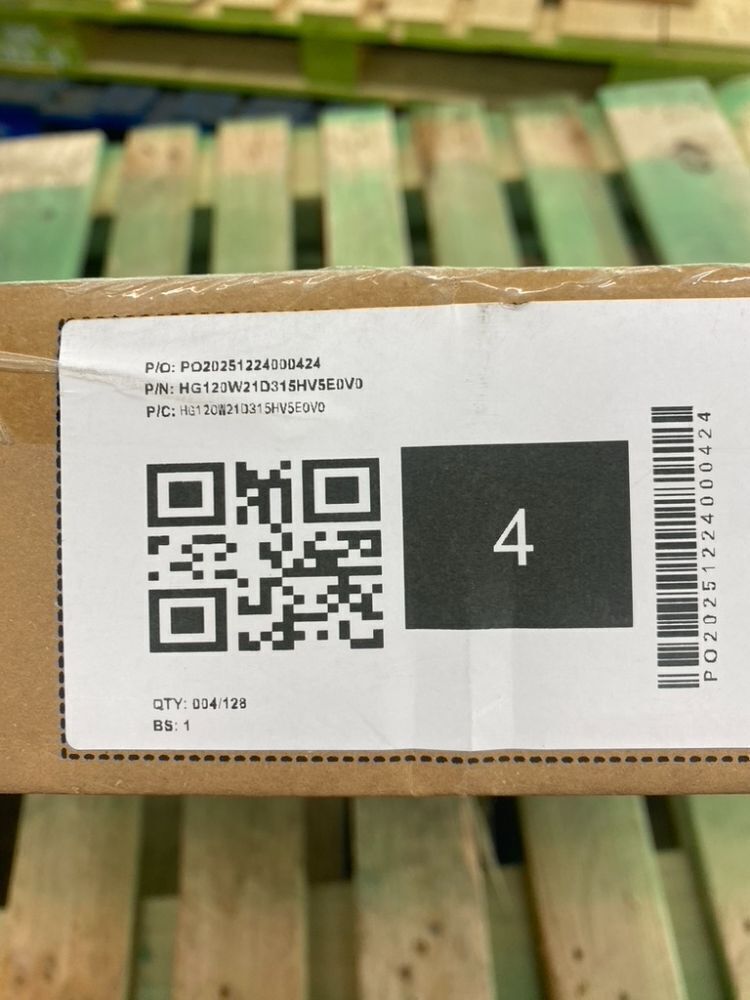 P/O: PO20251224000424
P/N: HG120W21D315HV5E0V0
P/C: HG120W21D315HV5E0V0
4
PO20251224000424
QTY: 004/128
BS: 1